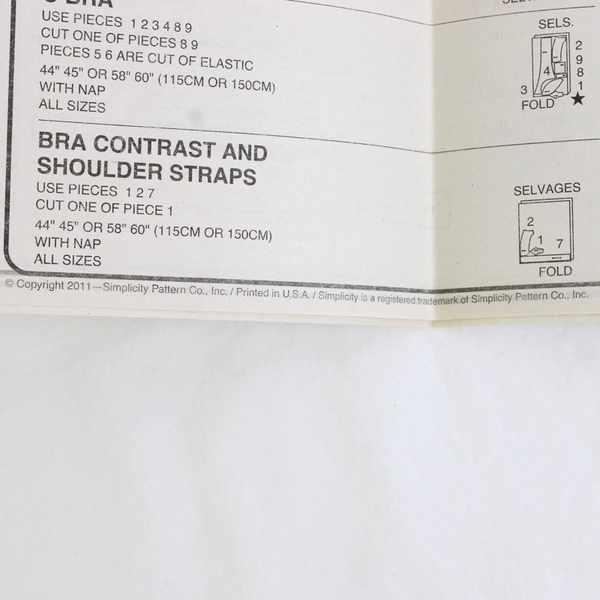 C BRA
USE PIECES 1 2 3 4 8 9
CUT ONE OF PIECES 8 9
PIECES 5 6 ARE CUT OF ELASTIC
44" 45" OR 58" 60" (115CM OR 150CM)
WITH NAP
ALL SIZES
SELS.
2
9
4 8
3 1
FOLD ★
BRA CONTRAST AND
SHOULDER STRAPS
USE PIECES 1 2 7
CUT ONE OF PIECE 1
44" 45" OR 58" 60" (115CM OR 150CM)
WITH NAP
ALL SIZES
SELVAGES
2
1 7
FOLD
© Copyright 2011—Simplicity Pattern Co., Inc. / Printed in U.S.A. / Simplicity is a registered trademark of Simplicity Pattern Co., Inc.